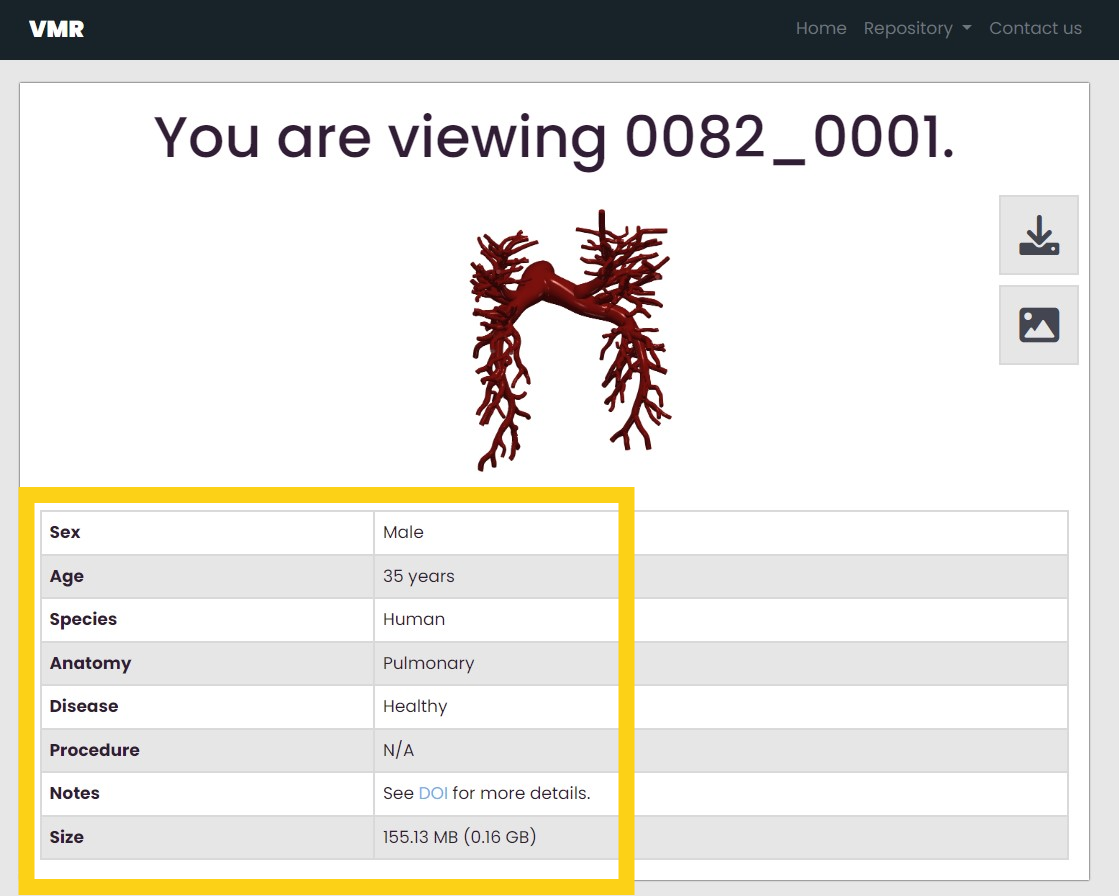 VMR Home Repository Contact us
You are viewing 0082_0001.
Sex Male
Age 35 years
Species Human
Anatomy Pulmonary
Disease Healthy
Procedure N/A
Notes See DOI for more details.
Size 155.13 MB (0.16 GB)